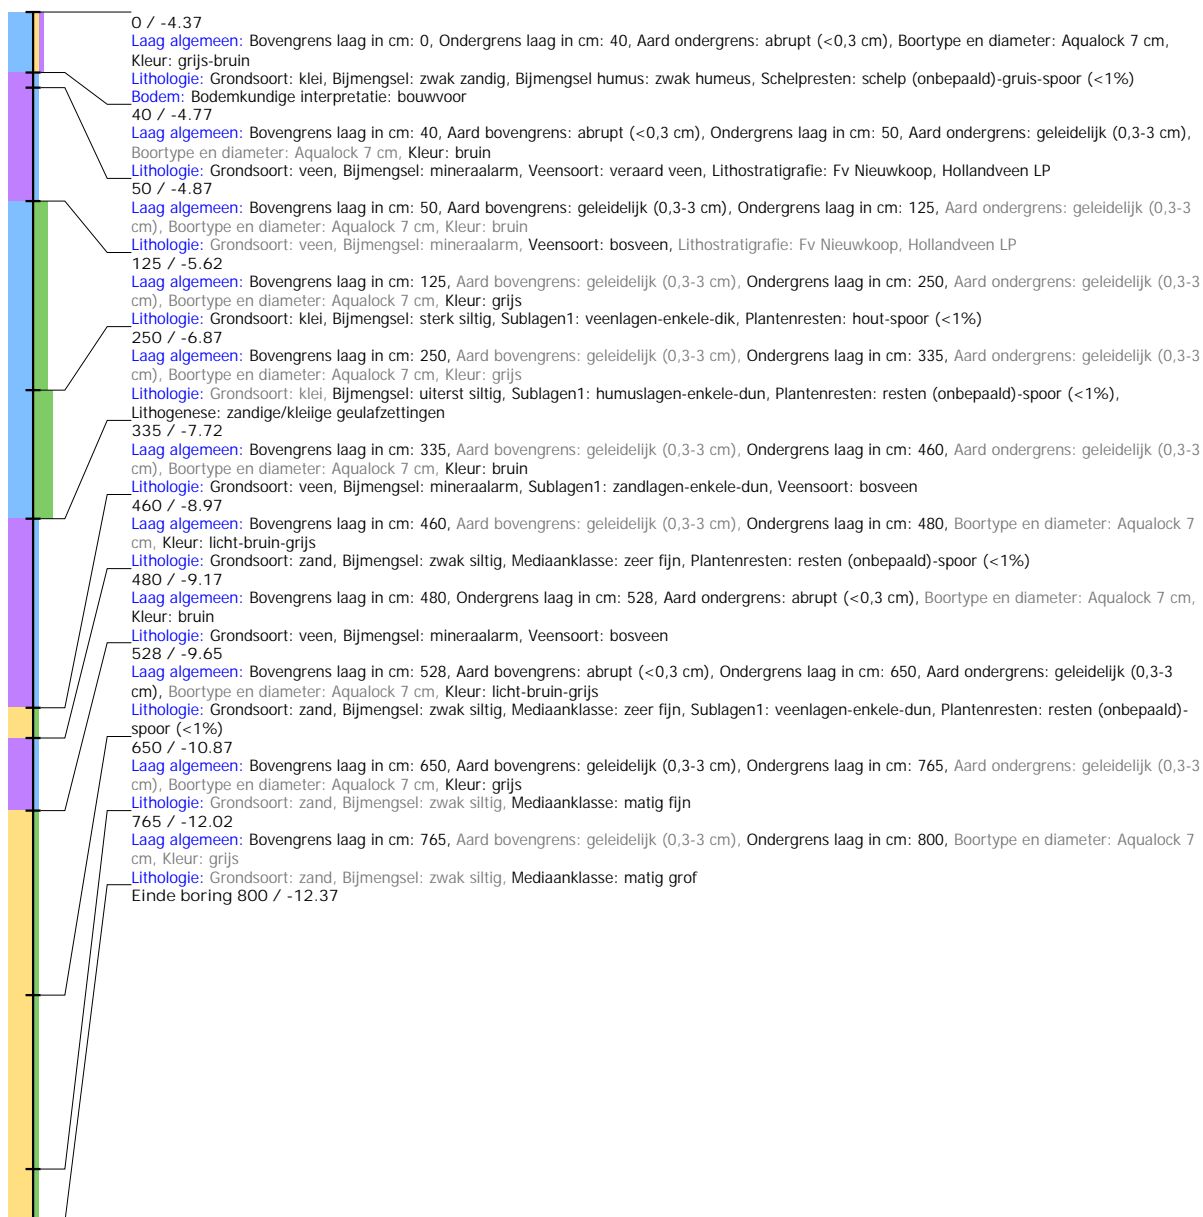 0 / -4.37
Laag algemeen: Bovengrens laag in cm: 0, Ondergrens laag in cm: 40, Aard ondergrens: abrupt (<0,3 cm), Boortype en diameter: Aqualock 7 cm,
Kleur: grijs-bruin
Lithologie: Grondsoort: klei, Bijmengsel: zwak zandig, Bijmengsel humus: zwak humeus, Schelpresten: schelp (onbepaald)-gruis-spoor (<1%)
Bodem: Bodemkundige interpretatie: bouwvoor
40 / -4.77
Laag algemeen: Bovengrens laag in cm: 40, Aard bovengrens: abrupt (<0,3 cm), Ondergrens laag in cm: 50, Aard ondergrens: geleidelijk (0,3-3 cm),
Boortype en diameter: Aqualock 7 cm, Kleur: bruin
Lithologie: Grondsoort: veen, Bijmengsel: mineraalarm, Veensoort: veraard veen, Lithostratigrafie: Fv Nieuwkoop, Hollandveen LP
50 / -4.87
Laag algemeen: Bovengrens laag in cm: 50, Aard bovengrens: geleidelijk (0,3-3 cm), Ondergrens laag in cm: 125, Aard ondergrens: geleidelijk (0,3-3
cm), Boortype en diameter: Aqualock 7 cm, Kleur: bruin
Lithologie: Grondsoort: veen, Bijmengsel: mineraalarm, Veensoort: bosveen, Lithostratigrafie: Fv Nieuwkoop, Hollandveen LP
125 / -5.62
Laag algemeen: Bovengrens laag in cm: 125, Aard bovengrens: geleidelijk (0,3-3 cm), Ondergrens laag in cm: 250, Aard ondergrens: geleidelijk (0,3-3
cm), Boortype en diameter: Aqualock 7 cm, Kleur: grijs
Lithologie: Grondsoort: klei, Bijmengsel: sterk siltig, Sublagen1: veenlagen-enkele-dik, Plantenresten: hout-spoor (<1%)
250 / -6.87
Laag algemeen: Bovengrens laag in cm: 250, Aard bovengrens: geleidelijk (0,3-3 cm), Ondergrens laag in cm: 335, Aard ondergrens: geleidelijk (0,3-3
cm), Boortype en diameter: Aqualock 7 cm, Kleur: grijs
Lithologie: Grondsoort: klei, Bijmengsel: uiterst siltig, Sublagen1: humuslagen-enkele-dun, Plantenresten: resten (onbepaald)-spoor (<1%),
Lithogenese: zandige/kleiige geulafzettingen
335 / -7.72
Laag algemeen: Bovengrens laag in cm: 335, Aard bovengrens: geleidelijk (0,3-3 cm), Ondergrens laag in cm: 460, Aard ondergrens: geleidelijk (0,3-3
cm), Boortype en diameter: Aqualock 7 cm, Kleur: bruin
Lithologie: Grondsoort: veen, Bijmengsel: mineraalarm, Sublagen1: zandlagen-enkele-dun, Veensoort: bosveen
460 / -8.97
Laag algemeen: Bovengrens laag in cm: 460, Aard bovengrens: geleidelijk (0,3-3 cm), Ondergrens laag in cm: 480, Boortype en diameter: Aqualock 7
cm, Kleur: licht-bruin-grijs
Lithologie: Grondsoort: zand, Bijmengsel: zwak siltig, Mediaanklasse: zeer fijn, Plantenresten: resten (onbepaald)-spoor (<1%)
480 / -9.17
Laag algemeen: Bovengrens laag in cm: 480, Ondergrens laag in cm: 528, Aard ondergrens: abrupt (<0,3 cm), Boortype en diameter: Aqualock 7 cm,
Kleur: bruin
Lithologie: Grondsoort: veen, Bijmengsel: mineraalarm, Veensoort: bosveen
528 / -9.65
Laag algemeen: Bovengrens laag in cm: 528, Aard bovengrens: abrupt (<0,3 cm), Ondergrens laag in cm: 650, Aard ondergrens: geleidelijk (0,3-3
cm), Boortype en diameter: Aqualock 7 cm, Kleur: licht-bruin-grijs
Lithologie: Grondsoort: zand, Bijmengsel: zwak siltig, Mediaanklasse: zeer fijn, Sublagen1: veenlagen-enkele-dun, Plantenresten: resten (onbepaald)-
spoor (<1%)
650 / -10.87
Laag algemeen: Bovengrens laag in cm: 650, Aard bovengrens: geleidelijk (0,3-3 cm), Ondergrens laag in cm: 765, Aard ondergrens: geleidelijk (0,3-3
cm), Boortype en diameter: Aqualock 7 cm, Kleur: grijs
Lithologie: Grondsoort: zand, Bijmengsel: zwak siltig, Mediaanklasse: matig fijn
765 / -12.02
Laag algemeen: Bovengrens laag in cm: 765, Aard bovengrens: geleidelijk (0,3-3 cm), Ondergrens laag in cm: 800, Boortype en diameter: Aqualock 7
cm, Kleur: grijs
Lithologie: Grondsoort: zand, Bijmengsel: zwak siltig, Mediaanklasse: matig grof
Einde boring 800 / -12.37